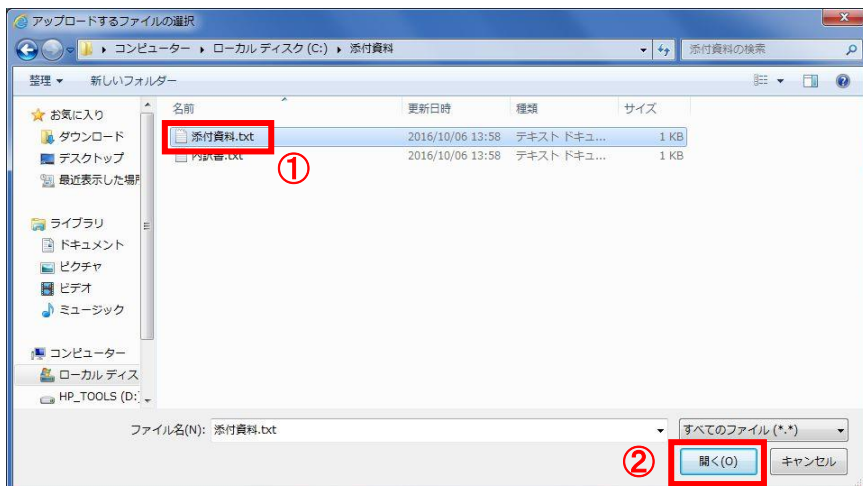 アップロードするファイルの選択
コンピューター ▸ ローカル ディスク (C:) ▸ 添付資料
添付資料の検索
整理 新しいフォルダー
名前 更新日時 種類 サイズ
添付資料.txt 2016/10/06 13:58 テキスト ドキュ... 1 KB
内訳書.txt 2016/10/06 13:58 テキスト ドキュ... 1 KB
①
お気に入り
ダウンロード
デスクトップ
最近表示した場所
ライブラリ
ドキュメント
ピクチャ
ビデオ
ミュージック
コンピューター
ローカル ディス
HP_TOOLS (D:)
ファイル名(N): 添付資料.txt すべてのファイル (*.*)
② 開く(O) キャンセル